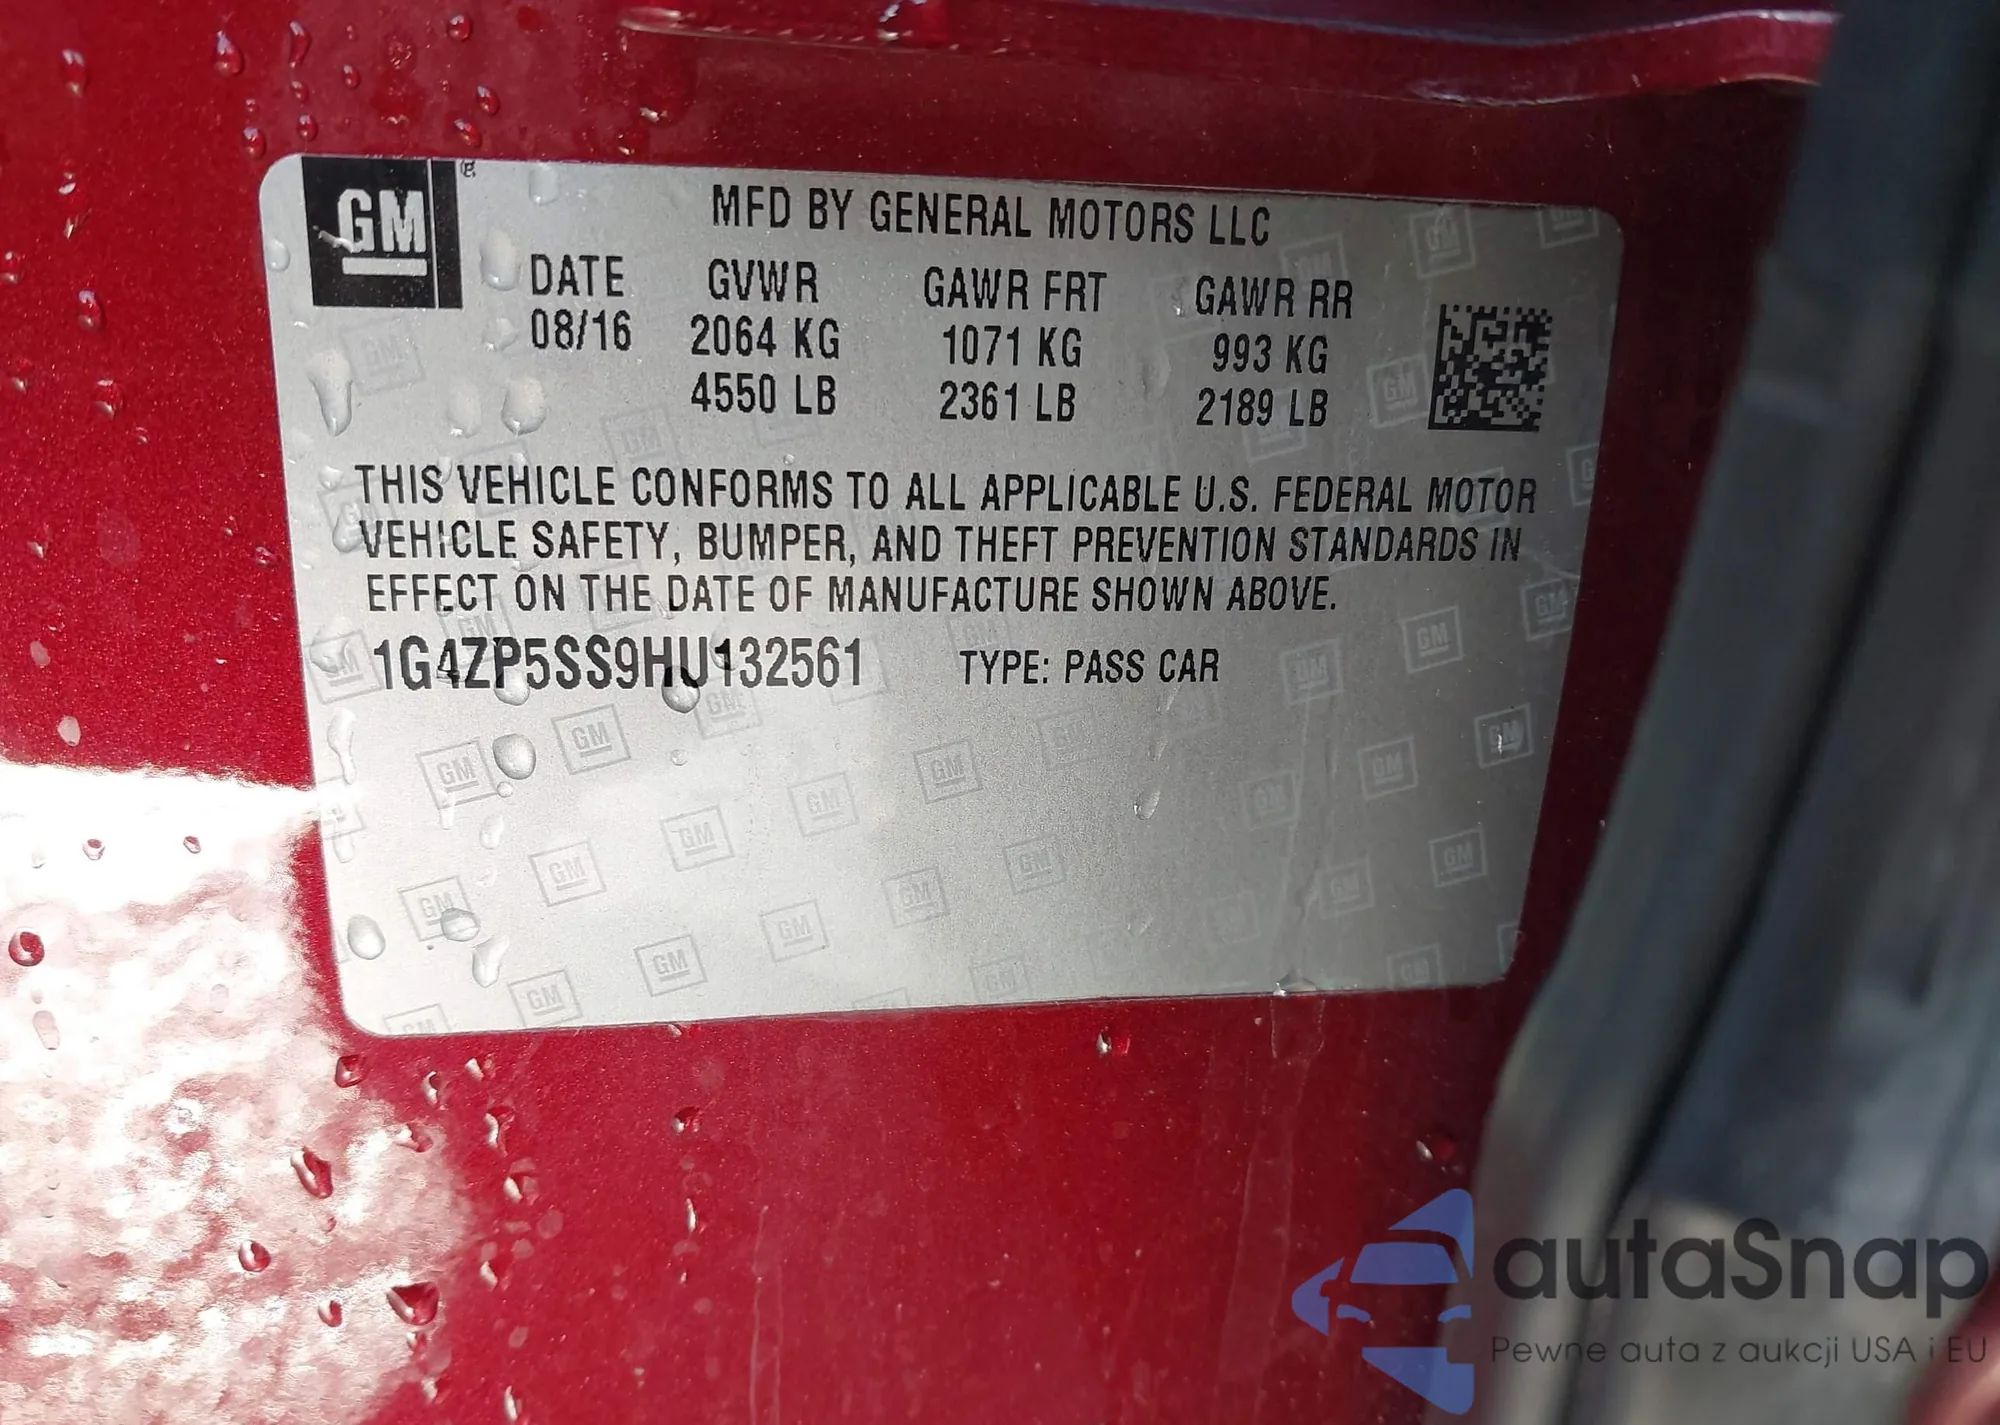 GM
MFD BY GENERAL MOTORS LLC
DATE GVWR GAWR FRT GAWR RR
08/16 2064 KG 1071 KG 993 KG
4550 LB 2361 LB 2189 LB
THIS VEHICLE CONFORMS TO ALL APPLICABLE U.S. FEDERAL MOTOR
VEHICLE SAFETY, BUMPER, AND THEFT PREVENTION STANDARDS IN
EFFECT ON THE DATE OF MANUFACTURE SHOWN ABOVE.
1G4ZP5SS9HU132561 TYPE: PASS CAR
autaSnap
Pewne auta z aukcji USA i EU